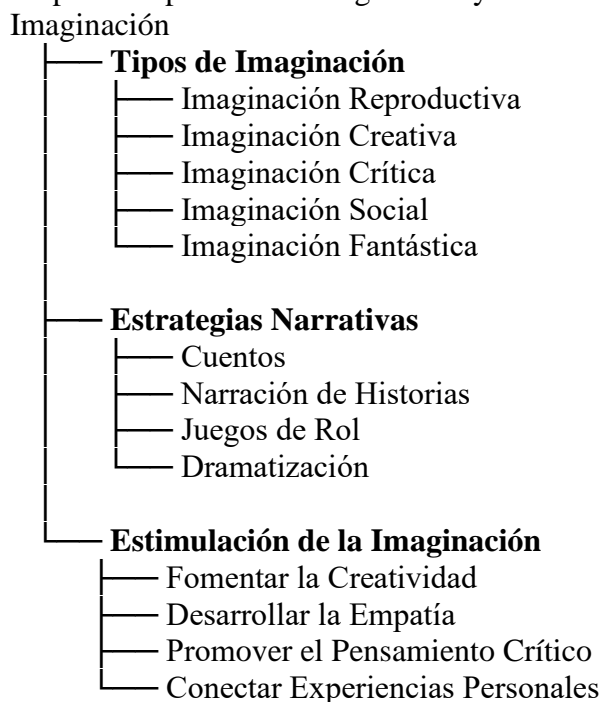 Imaginación
Tipos de Imaginación
Imaginación Reproductiva
Imaginación Creativa
Imaginación Crítica
Imaginación Social
Imaginación Fantástica
Estrategias Narrativas
Cuentos
Narración de Historias
Juegos de Rol
Dramatización
Estimulación de la Imaginación
Fomentar la Creatividad
Desarrollar la Empatía
Promover el Pensamiento Crítico
Conectar Experiencias Personales